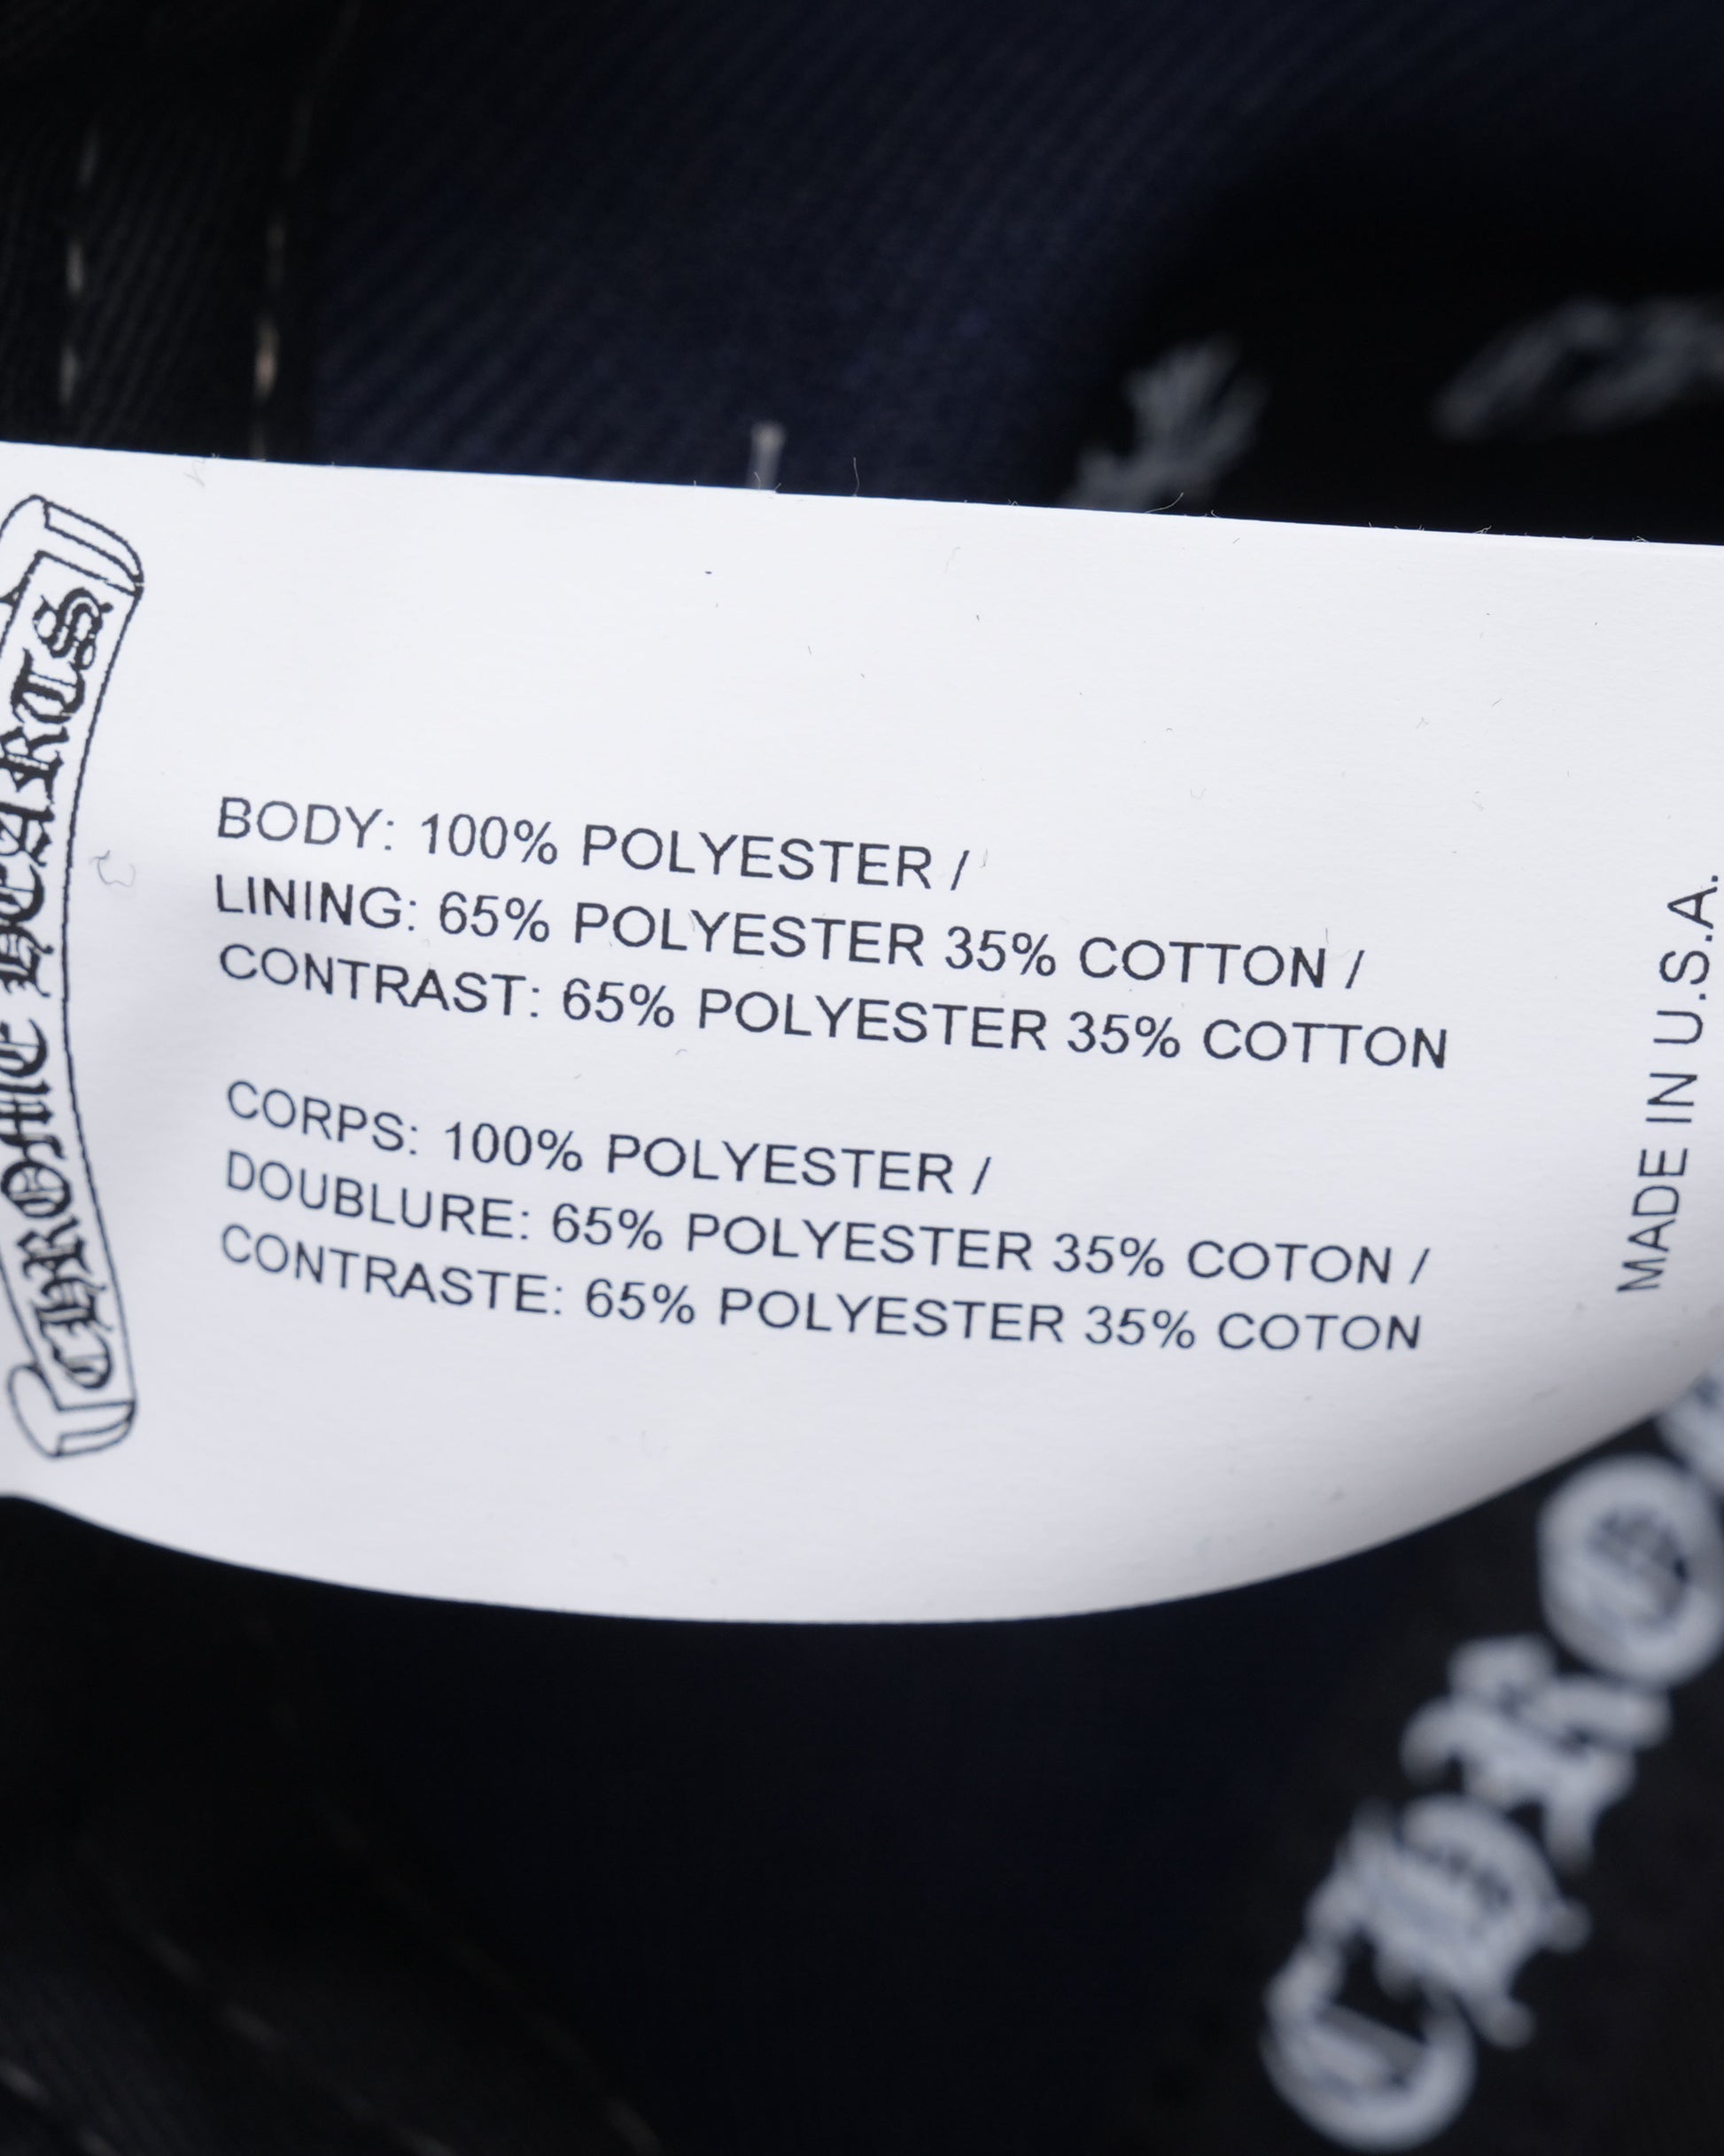 CHROME HEARTS
BODY: 100% POLYESTER /
LINING: 65% POLYESTER 35% COTTON /
CONTRAST: 65% POLYESTER 35% COTTON
CORPS: 100% POLYESTER /
DOUBLURE: 65% POLYESTER 35% COTON /
CONTRASTE: 65% POLYESTER 35% COTON
MADE IN U.S.A.
Chro